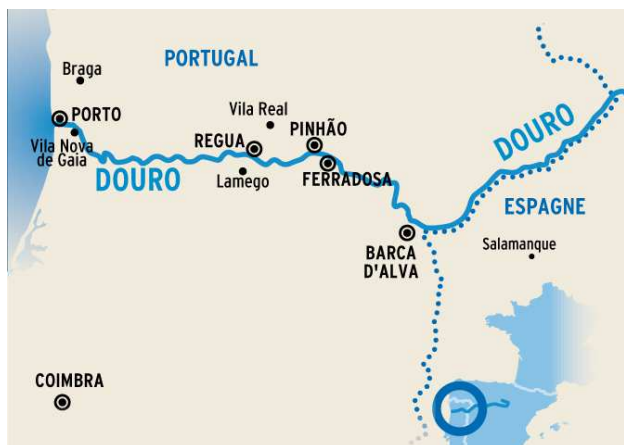 PORTUGAL
Braga
PORTO
Vila Nova
de Gaia
Vila Real
REGUA
PINHÃO
DOURO
Lamego
FERRADOSA
DOURO
ESPAGNE
BARCA
D'ALVA
Salamanque
COIMBRA